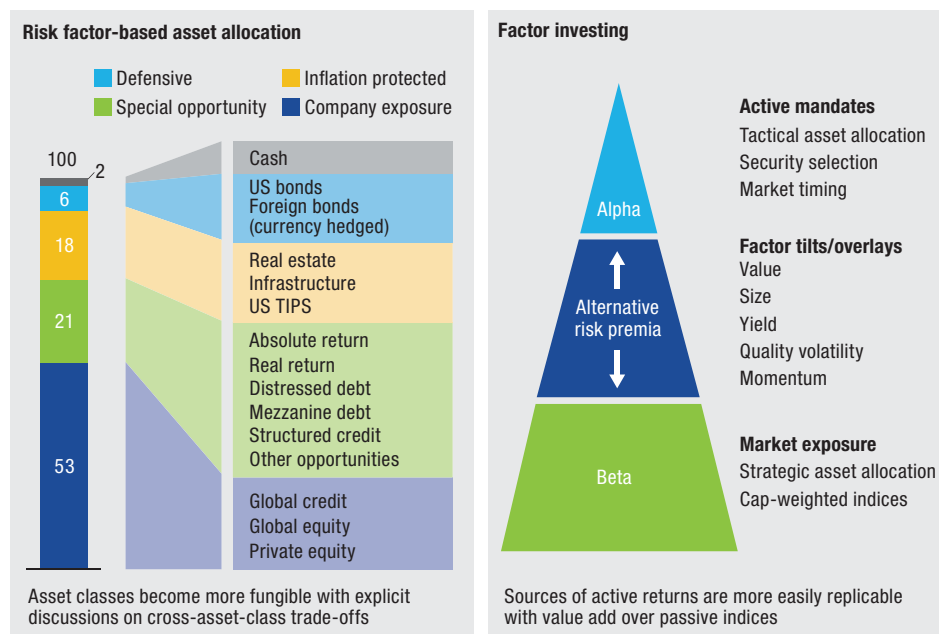 Risk factor-based asset allocation
Defensive
Inflation protected
Special opportunity
Company exposure
100
2
6
18
21
53
Cash
US bonds
Foreign bonds
(currency hedged)
Real estate
Infrastructure
US TIPS
Absolute return
Real return
Distressed debt
Mezzanine debt
Structured credit
Other opportunities
Global credit
Global equity
Private equity
Asset classes become more fungible with explicit
discussions on cross-asset-class trade-offs
Factor investing
Alpha
Active mandates
Tactical asset allocation
Security selection
Market timing
Alternative
risk premia
Factor tilts/overlays
Value
Size
Yield
Quality volatility
Momentum
Beta
Market exposure
Strategic asset allocation
Cap-weighted indices
Sources of active returns are more easily replicable
with value add over passive indices